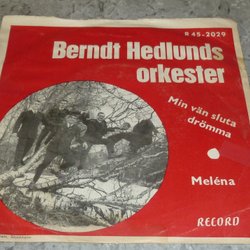 R 45-2029
Berndt Hedlunds
orkester
Min vän sluta
drömma
Meléna
RECORD